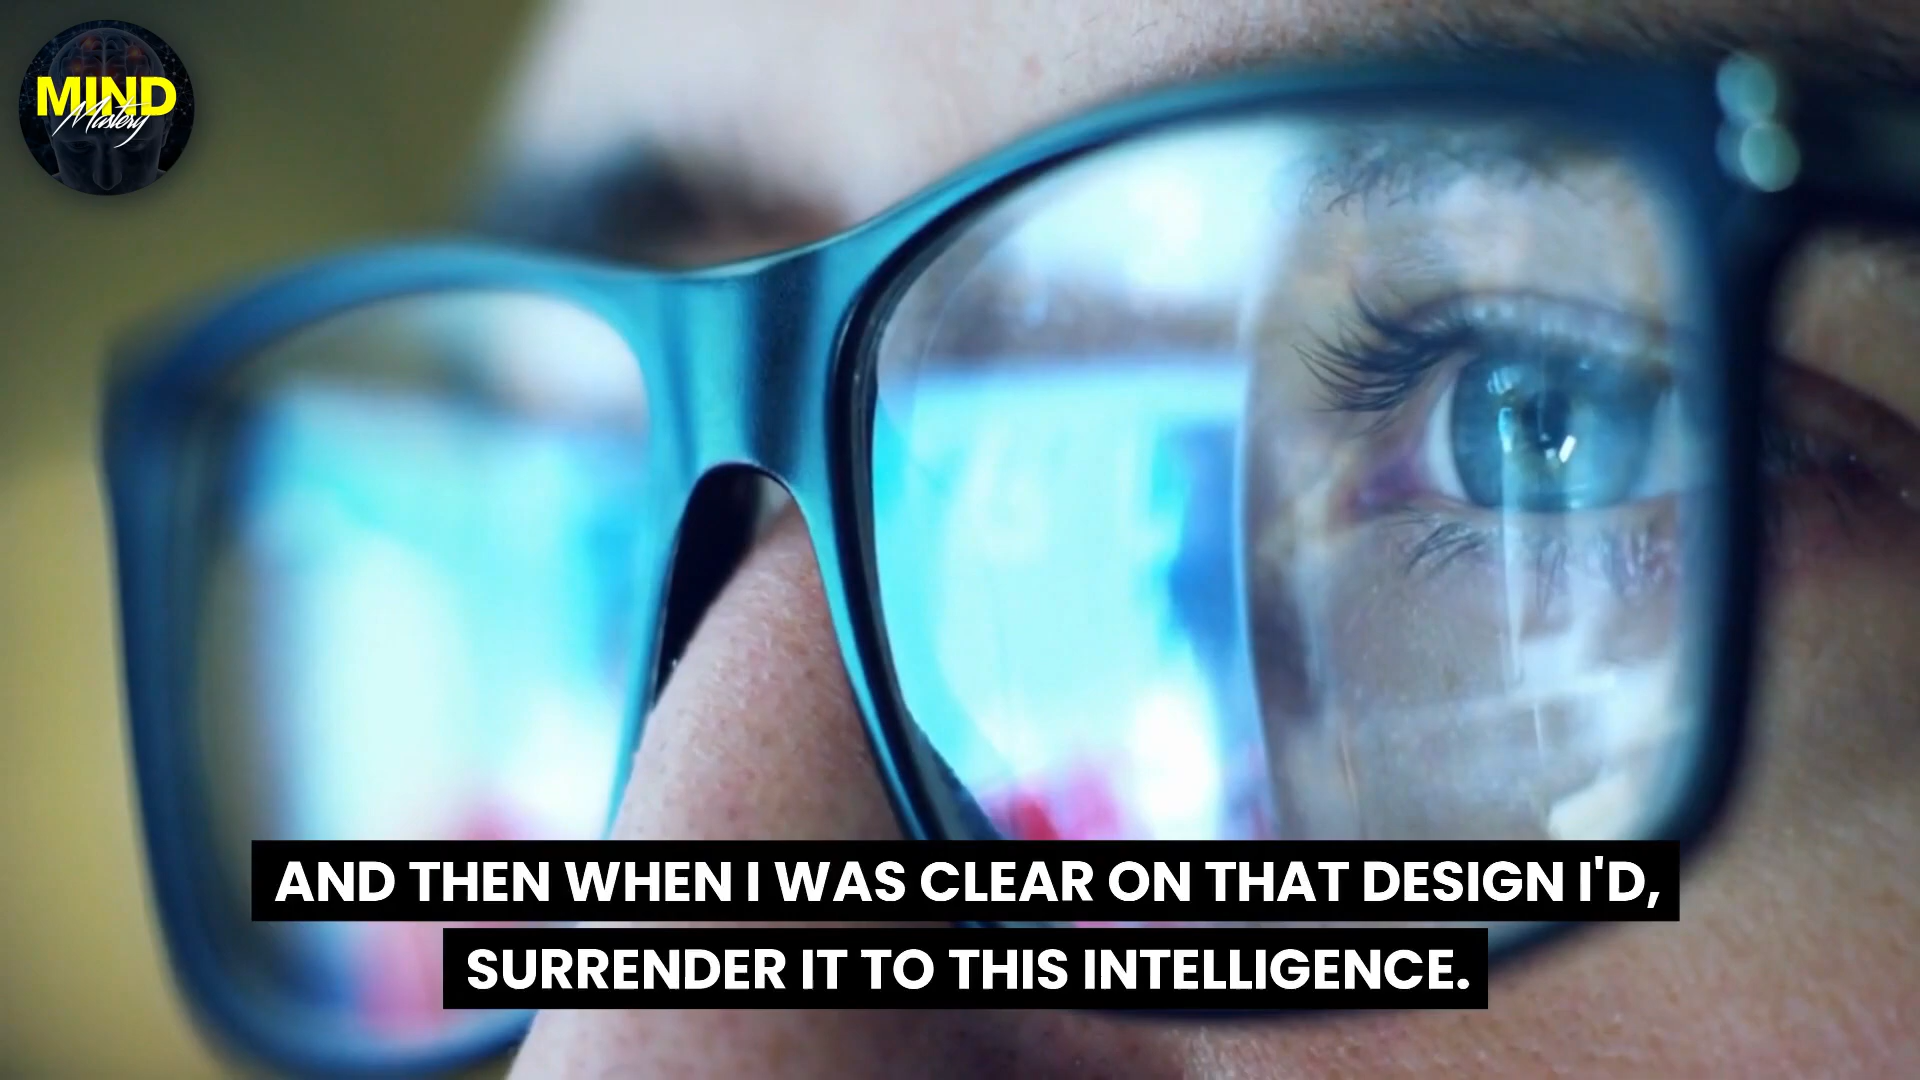 MIND
Mastery
AND THEN WHEN I WAS CLEAR ON THAT DESIGN I'D,
SURRENDER IT TO THIS INTELLIGENCE.